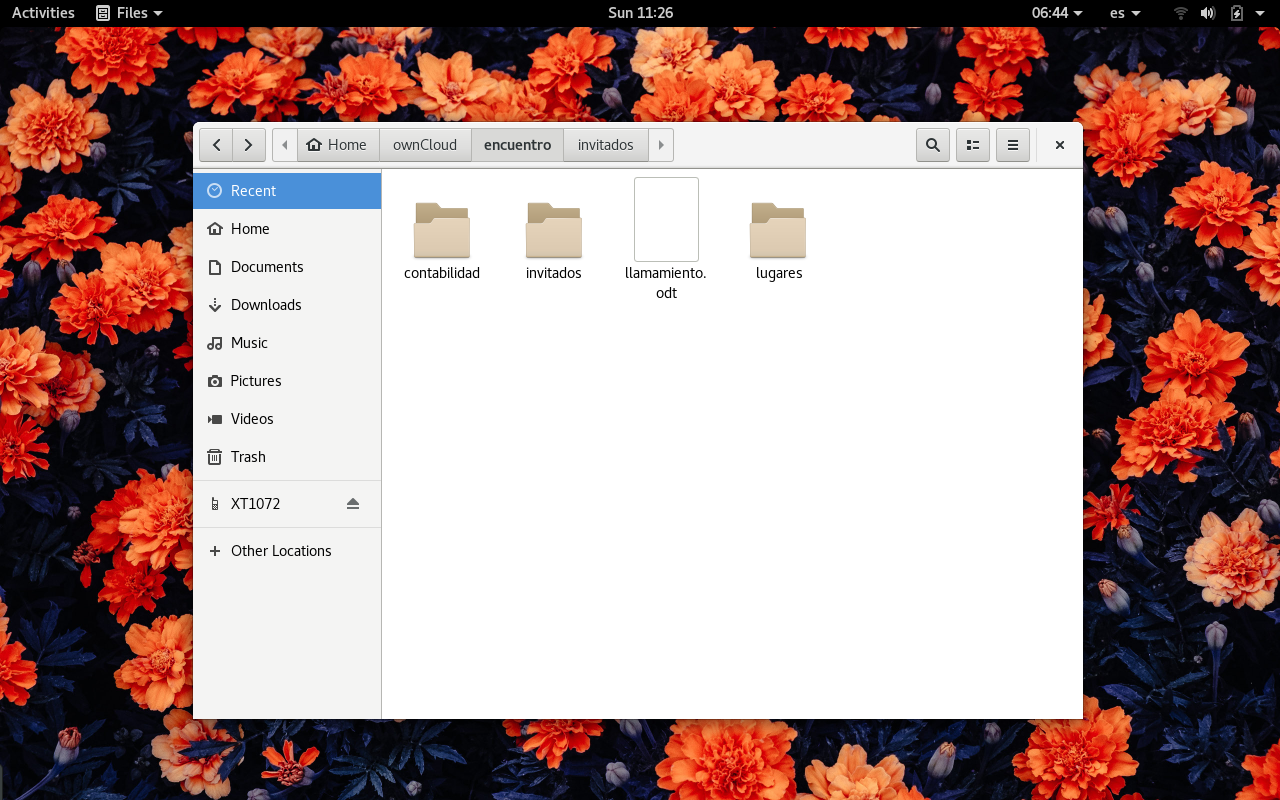 Activities Files Sun 11:26 06:44 es
Home ownCloud encuentro invitados
Recent
Home
Documents
Downloads
Music
Pictures
Videos
Trash
XT1072
Other Locations
contabilidad invitados llamamiento. lugares
odt